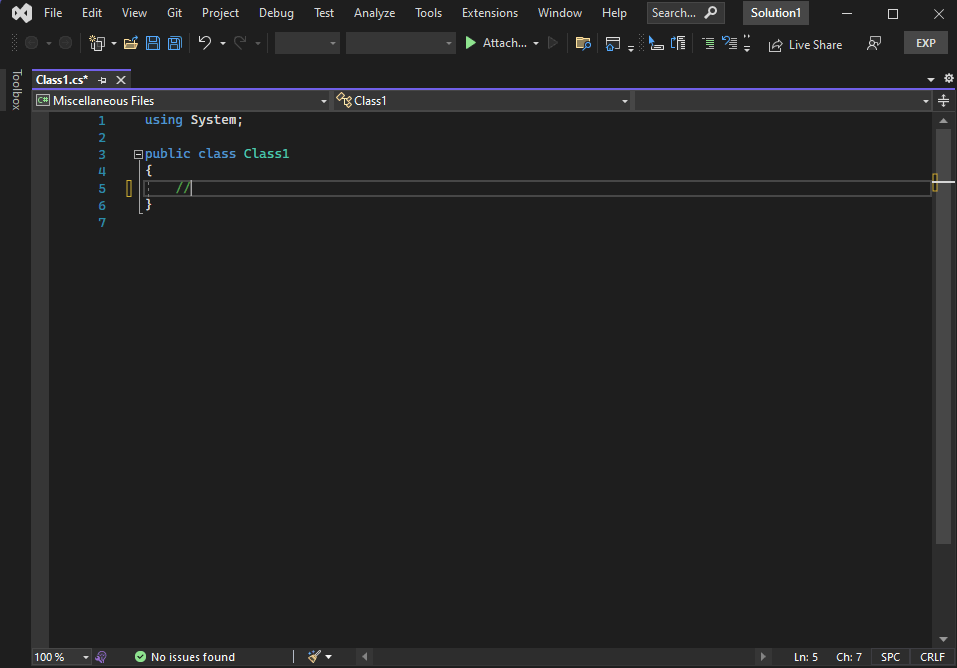 File Edit View Git Project Debug Test Analyze Tools Extensions Window Help Search... Solution1
Attach... Live Share EXP
Toolbox
Class1.cs*
C# Miscellaneous Files Class1
1 using System;
2
3 public class Class1
4 {
5 //
6 }
7
100 % No issues found Ln: 5 Ch: 7 SPC CRLF